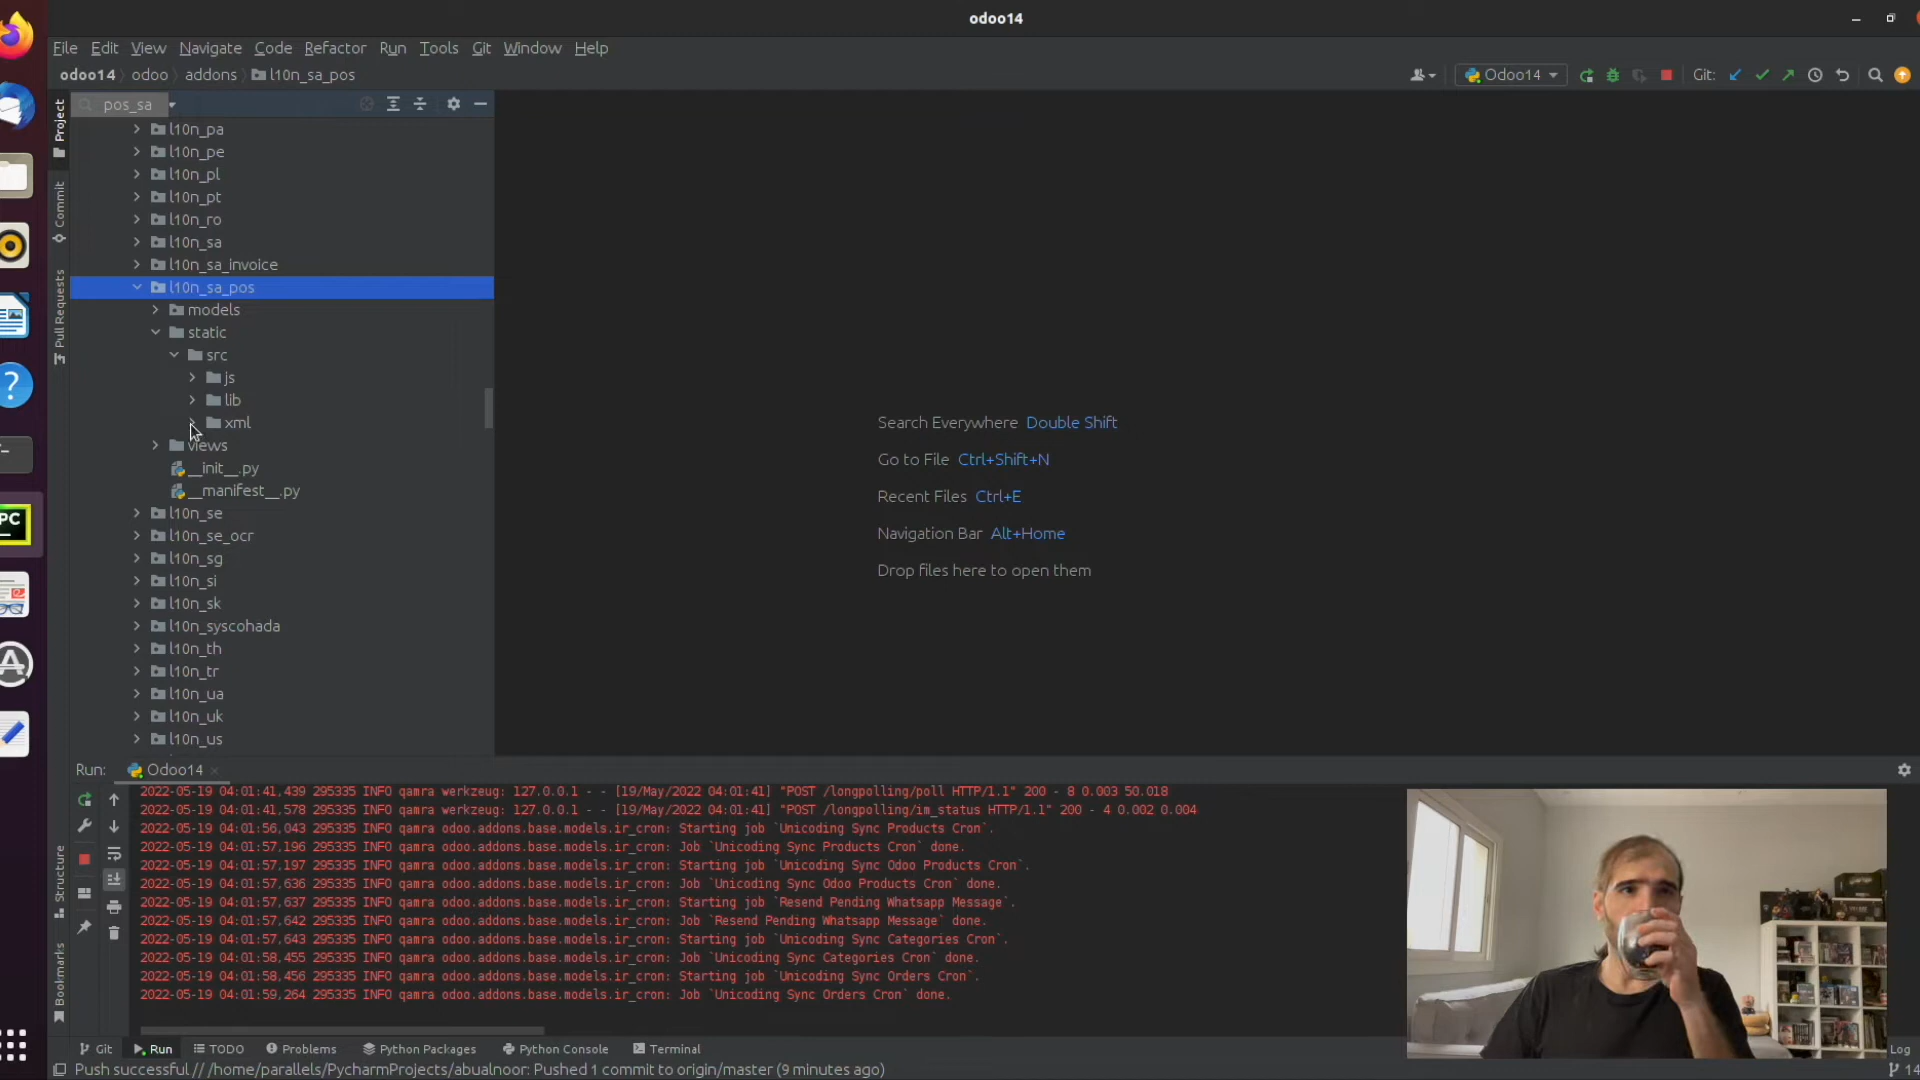 odoo14
File Edit View Navigate Code Refactor Run Tools Git Window Help
odoo14 odoo addons l10n_sa_pos
Odoo14 Git:
pos_sa
Project
Commit
Pull Requests
l10n_pa
l10n_pe
l10n_pl
l10n_pt
l10n_ro
l10n_sa
l10n_sa_invoice
l10n_sa_pos
models
static
src
js
lib
xml
views
__init__.py
__manifest__.py
l10n_se
l10n_se_ocr
l10n_sg
l10n_si
l10n_sk
l10n_syscohada
l10n_th
l10n_tr
l10n_ua
l10n_uk
l10n_us
Search Everywhere Double Shift
Go to File Ctrl+Shift+N
Recent Files Ctrl+E
Navigation Bar Alt+Home
Drop files here to open them
PC
Run: Odoo14
2022-05-19 04:01:41,439 295335 INFO qamra werkzeug: 127.0.0.1 - - [19/May/2022 04:01:41] "POST /longpolling/poll HTTP/1.1" 200 - 8 0.003 50.018
2022-05-19 04:01:41,578 295335 INFO qamra werkzeug: 127.0.0.1 - - [19/May/2022 04:01:41] "POST /longpolling/im_status HTTP/1.1" 200 - 4 0.002 0.004
2022-05-19 04:01:56,043 295335 INFO qamra odoo.addons.base.models.ir_cron: Starting job `Unicoding Sync Products Cron`.
2022-05-19 04:01:57,196 295335 INFO qamra odoo.addons.base.models.ir_cron: Job `Unicoding Sync Products Cron` done.
2022-05-19 04:01:57,197 295335 INFO qamra odoo.addons.base.models.ir_cron: Starting job `Unicoding Sync Odoo Products Cron`.
2022-05-19 04:01:57,636 295335 INFO qamra odoo.addons.base.models.ir_cron: Job `Unicoding Sync Odoo Products Cron` done.
2022-05-19 04:01:57,637 295335 INFO qamra odoo.addons.base.models.ir_cron: Starting job `Resend Pending Whatsapp Message`.
2022-05-19 04:01:57,642 295335 INFO qamra odoo.addons.base.models.ir_cron: Job `Resend Pending Whatsapp Message` done.
2022-05-19 04:01:57,643 295335 INFO qamra odoo.addons.base.models.ir_cron: Starting job `Unicoding Sync Categories Cron`.
2022-05-19 04:01:58,455 295335 INFO qamra odoo.addons.base.models.ir_cron: Job `Unicoding Sync Categories Cron` done.
2022-05-19 04:01:58,456 295335 INFO qamra odoo.addons.base.models.ir_cron: Starting job `Unicoding Sync Orders Cron`.
2022-05-19 04:01:59,264 295335 INFO qamra odoo.addons.base.models.ir_cron: Job `Unicoding Sync Orders Cron` done.
Structure
Bookmarks
Git Run TODO Problems Python Packages Python Console Terminal Log
Push successful // /home/parallels/PycharmProjects/abualnoor: Pushed 1 commit to origin/master (9 minutes ago) 14